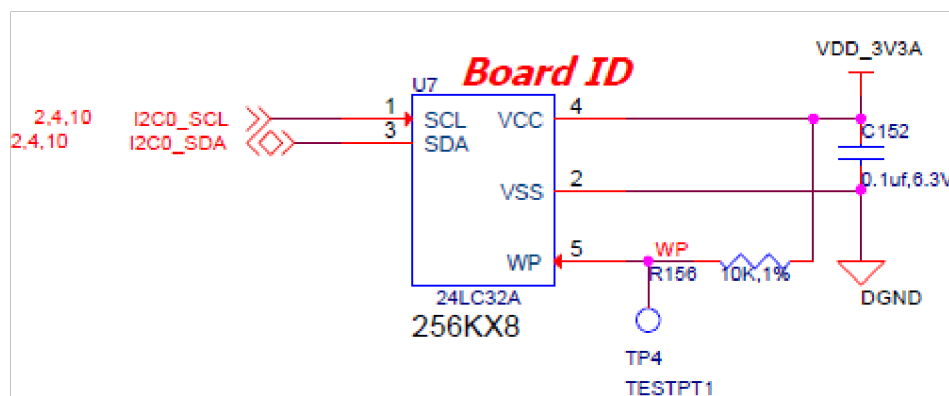 VDD_3V3A
Board ID
U7
2,4,10 I2C0_SCL 1 SCL VCC 4
2,4,10 I2C0_SDA 3 SDA
C152
0.1uf,6.3V
VSS 2
WP 5 WP
R156 10K,1%
24LC32A
256KX8
DGND
TP4
TESTPT1